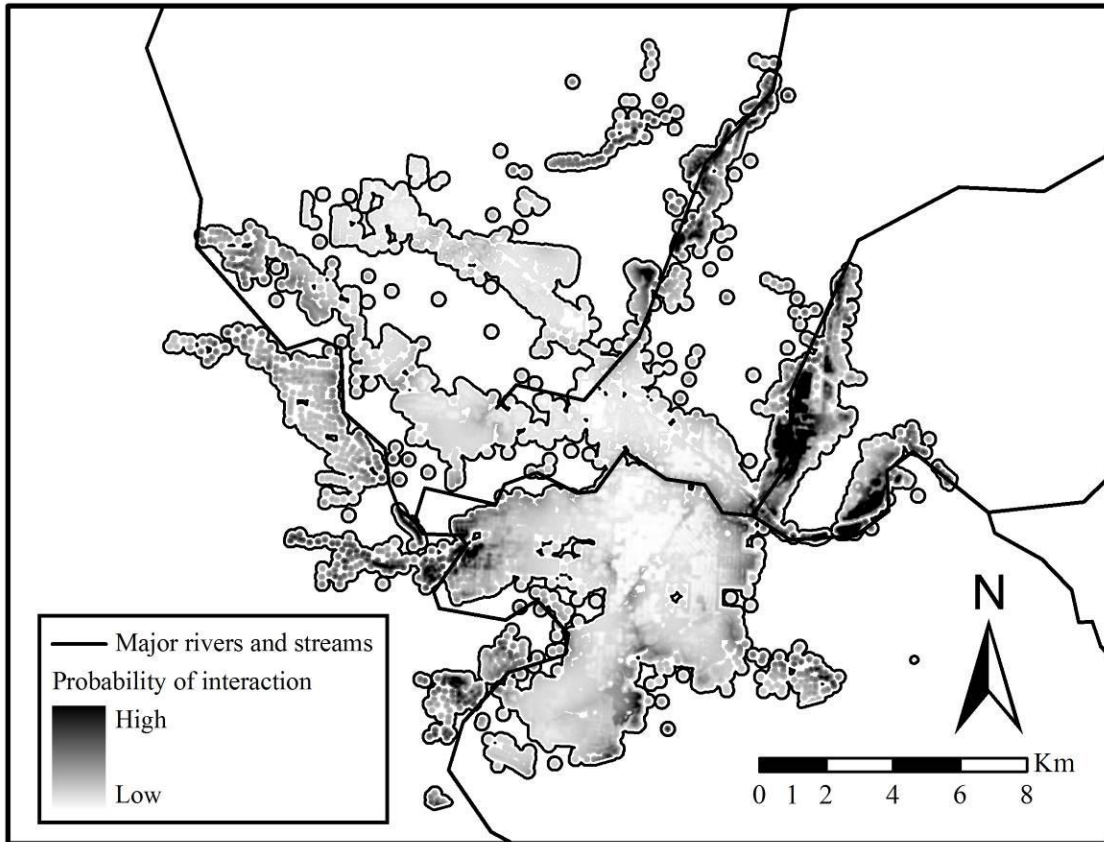 N
Major rivers and streams
Probability of interaction
High
Low
Km
0 1 2 4 6 8